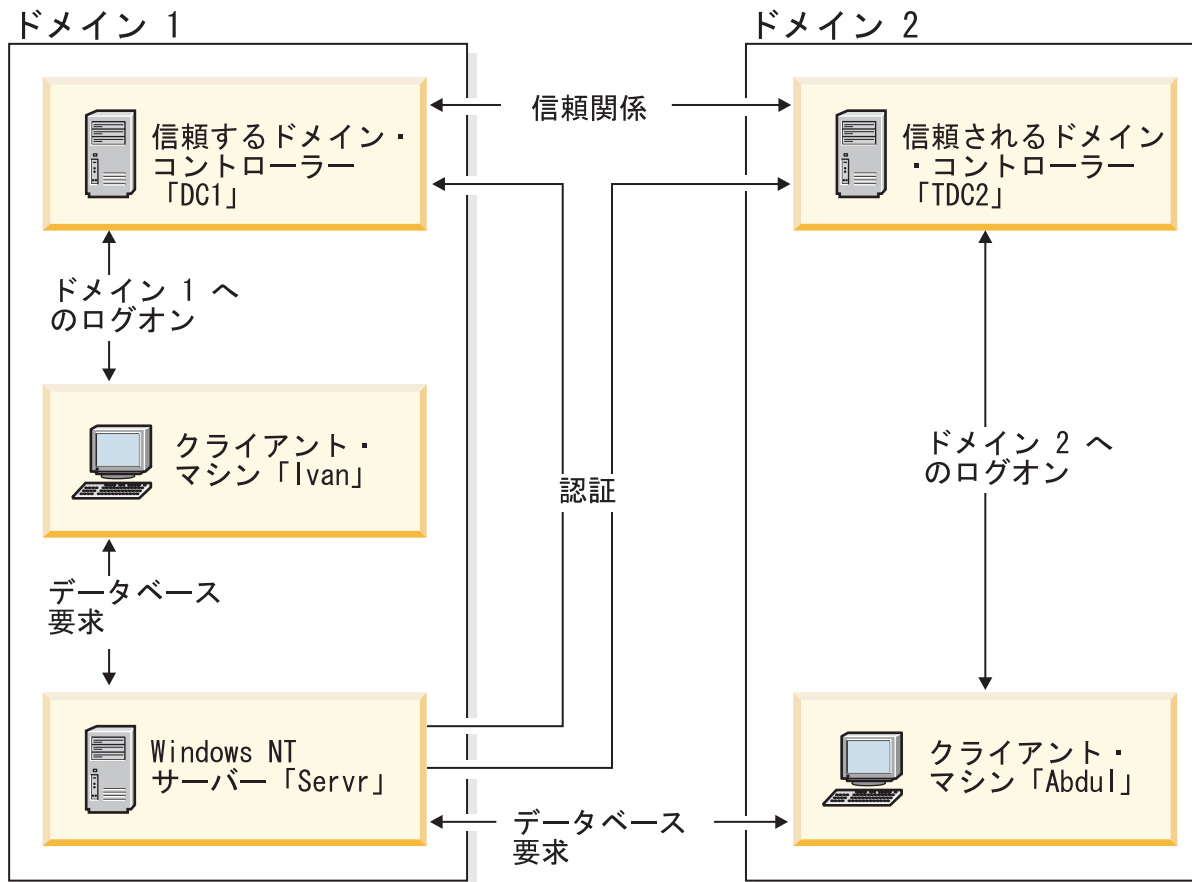 ドメイン 1
ドメイン 2
信頼するドメイン・
コントローラー
「DC1」
信頼関係
信頼されるドメイン
・コントローラー
「TDC2」
ドメイン 1 へ
のログオン
クライアント・
マシン「Ivan」
認証
ドメイン 2 へ
のログオン
データベース
要求
Windows NT
サーバー「Servr」
データベース
要求
クライアント・
マシン「Abdul」